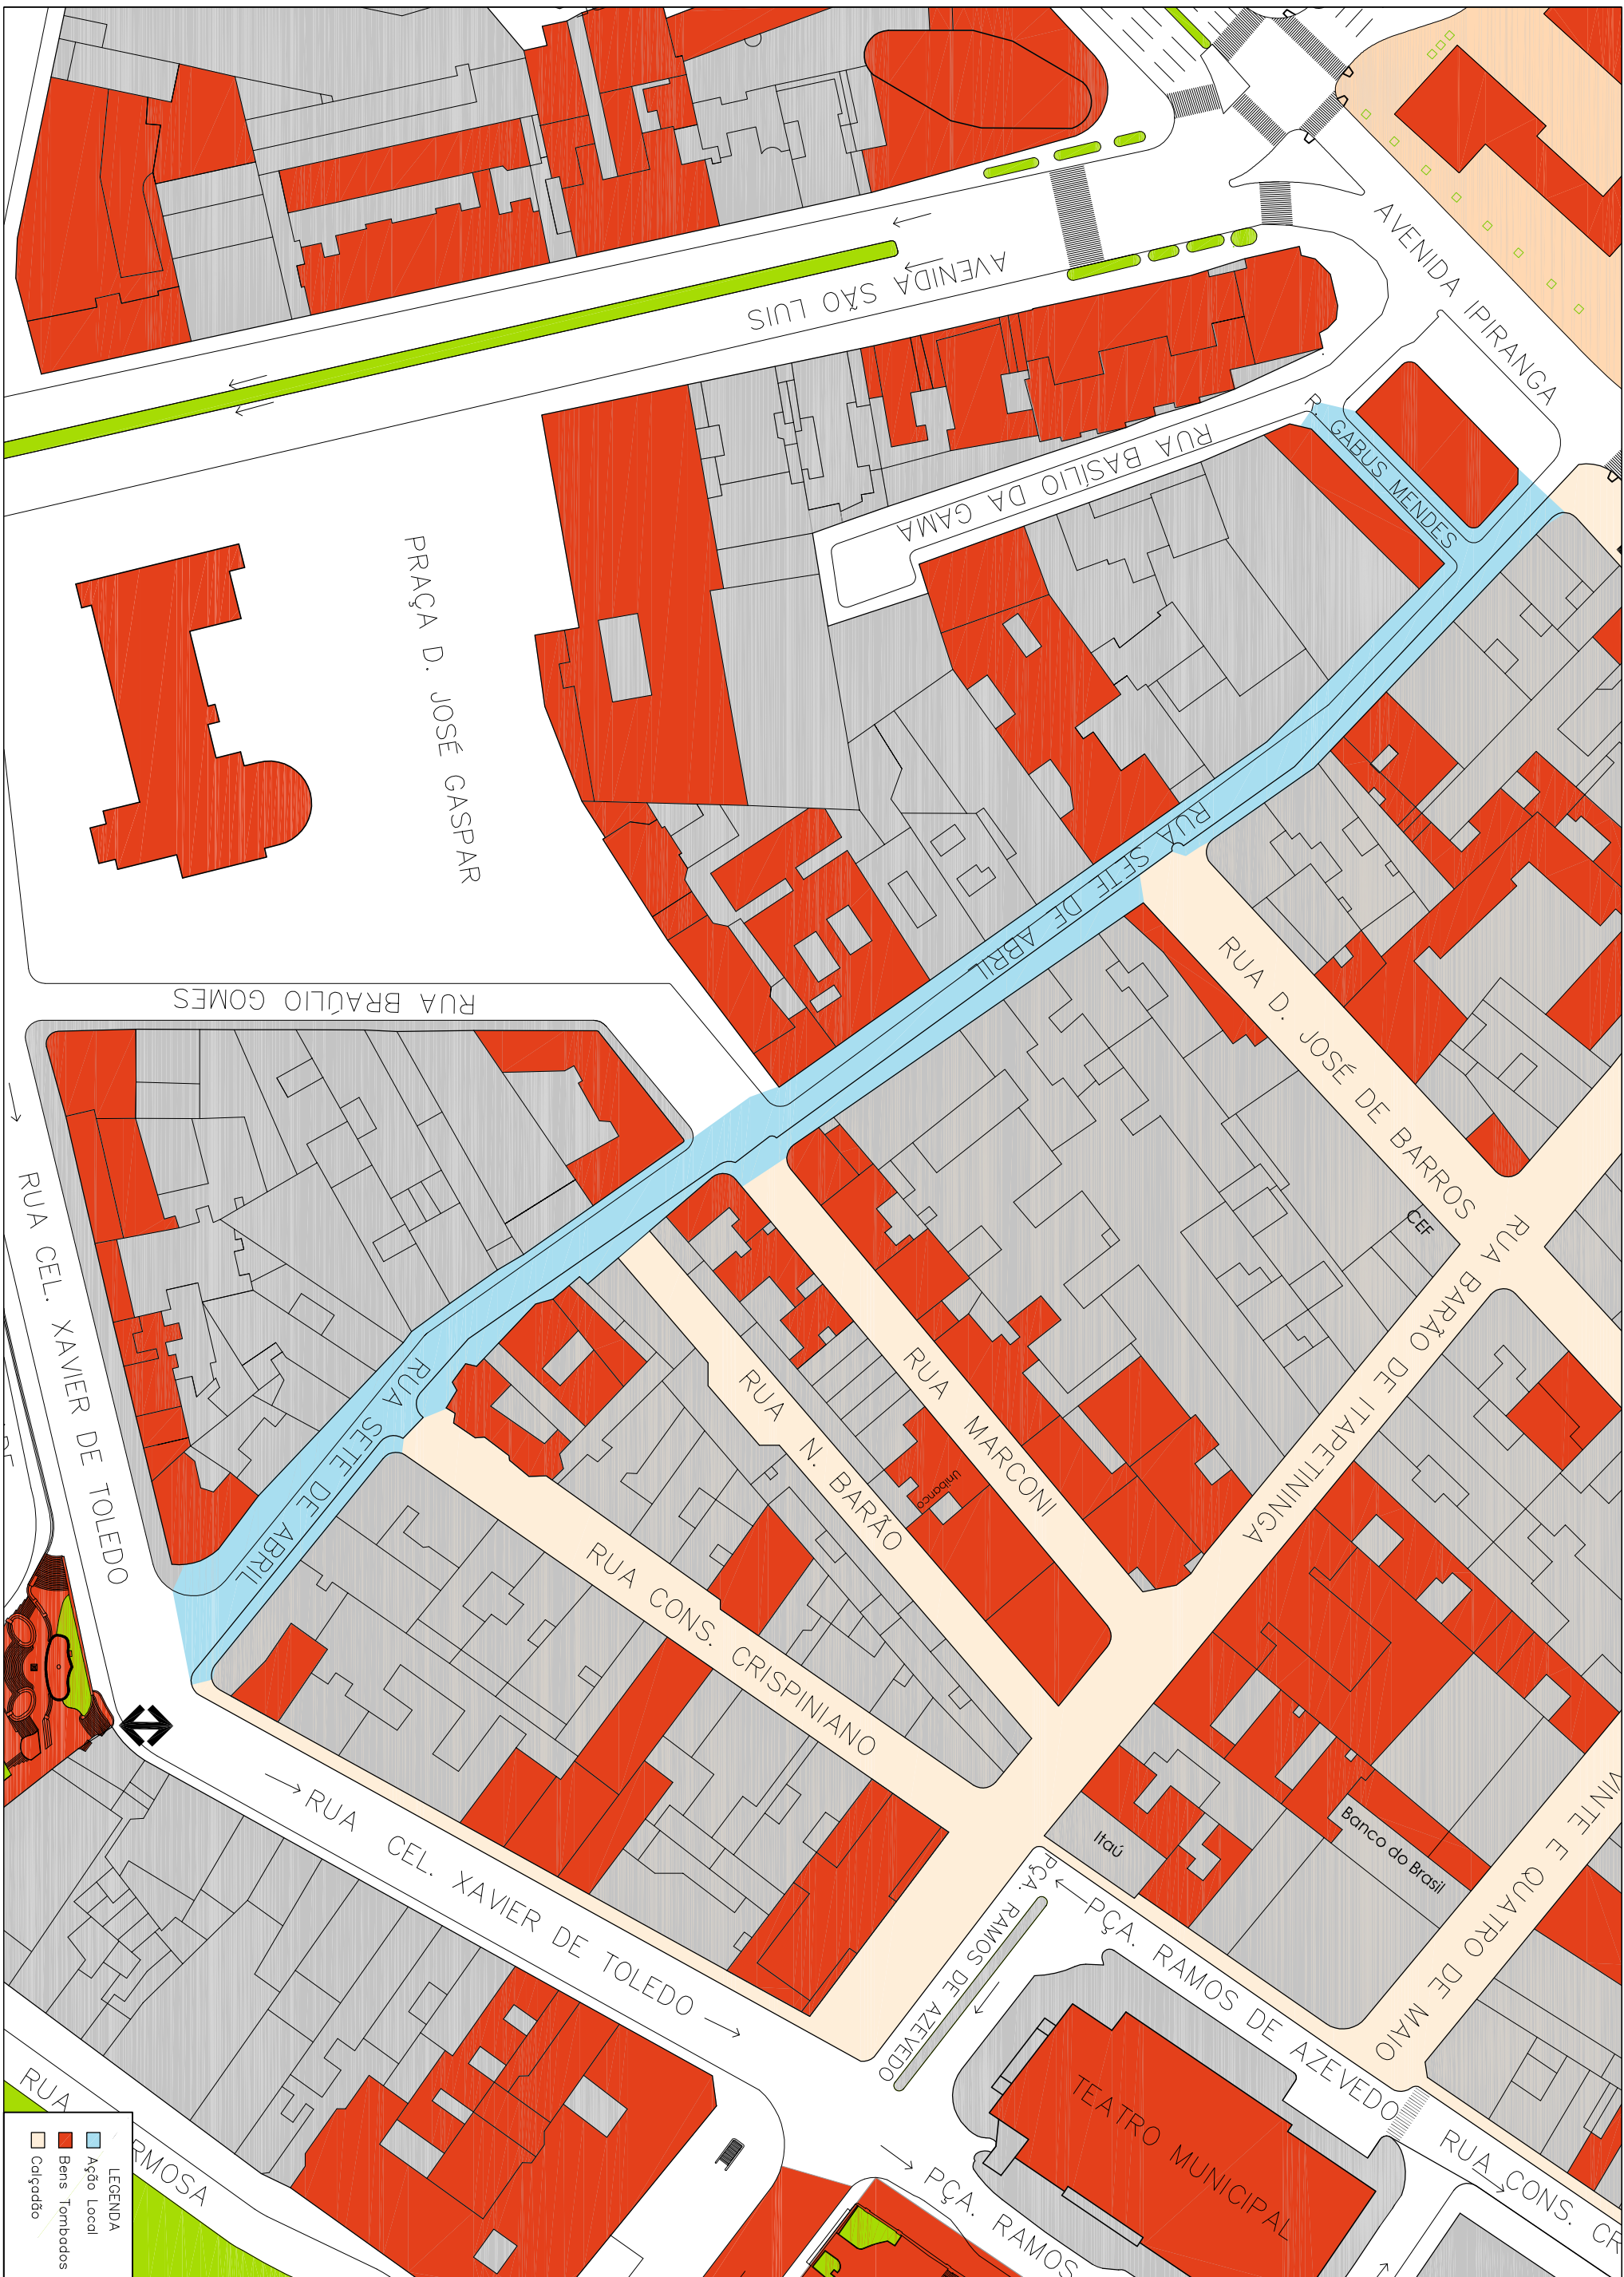 AVENIDA IPIRANGA
AVENIDA SÃO LUIS
R. GABUS MENDES
RUA BASÍLIO DA GAMA
PRAÇA D. JOSÉ GASPAR
RUA SETE DE ABRIL
RUA D. JOSÉ DE BARROS
RUA BRAÚLIO GOMES
CEF
RUA BARÃO DE ITAPETININGA
RUA MARCONI
RUA N. BARÃO
Unibanco
RUA CEL. XAVIER DE TOLEDO
RUA SETE DE ABRIL
RUA CONS. CRISPINIANO
RUA CEL. XAVIER DE TOLEDO
Itaú
Banco do Brasil
VINTE E QUATRO DE MAIO
PÇA. RAMOS DE AZEVEDO
PÇA. RAMOS DE AZEVEDO
TEATRO MUNICIPAL
RUA CONS. CR
PÇA. RAMOS
RUA
RMOSA
LEGENDA
Ação Local
Bens Tombados
Calçadão